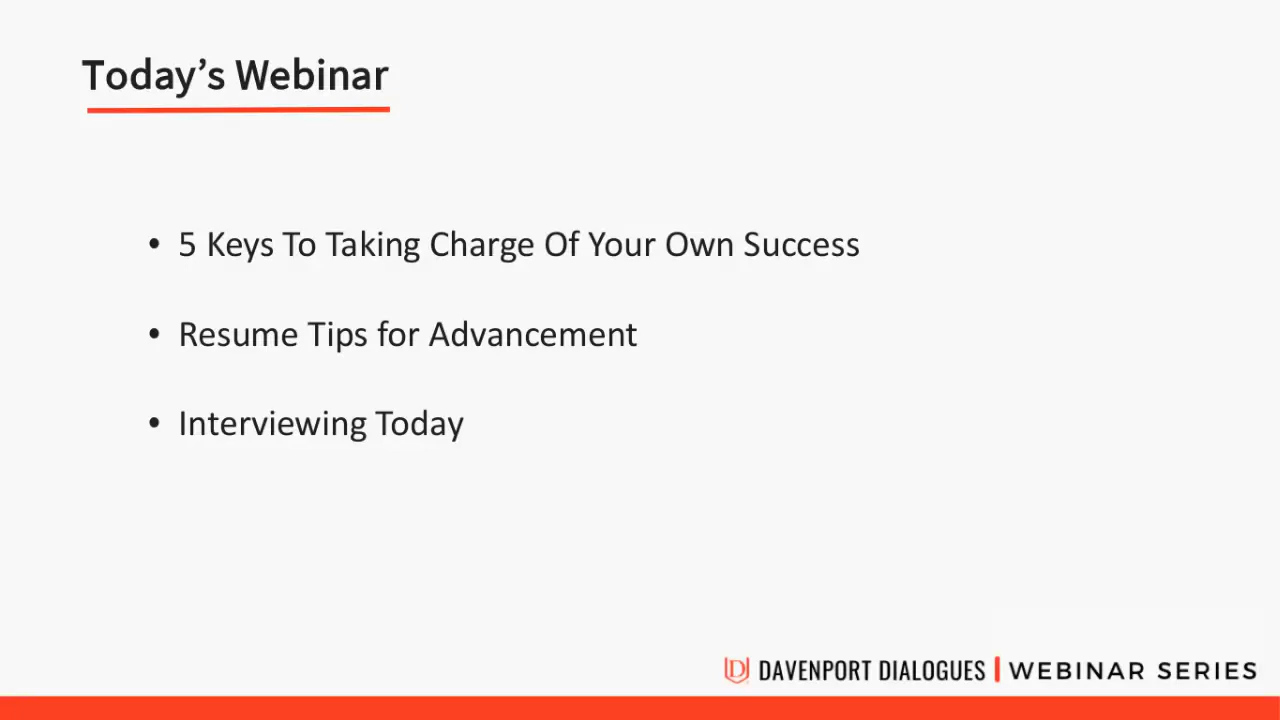 Today's Webinar
• 5 Keys To Taking Charge Of Your Own Success
• Resume Tips for Advancement
• Interviewing Today
DAVENPORT DIALOGUES | WEBINAR SERIES